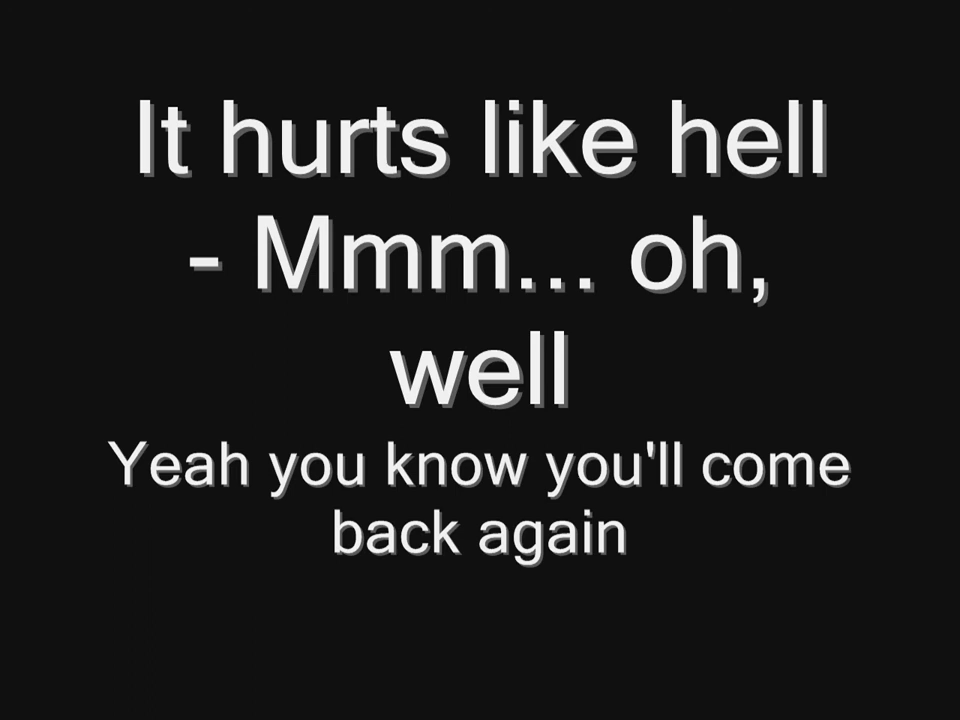 It hurts like hell
- Mmm... oh,
well
Yeah you know you'll come
back again